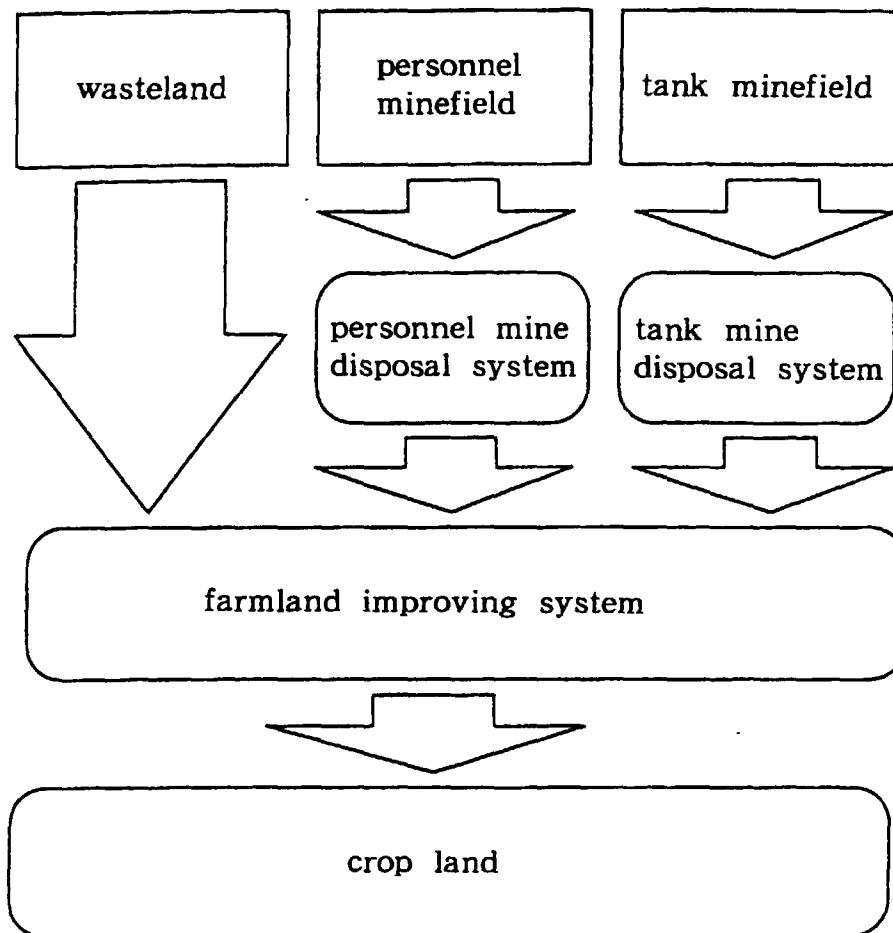 wasteland
personnel
minefield
tank minefield
personnel mine
disposal system
tank mine
disposal system
farmland improving system
crop land